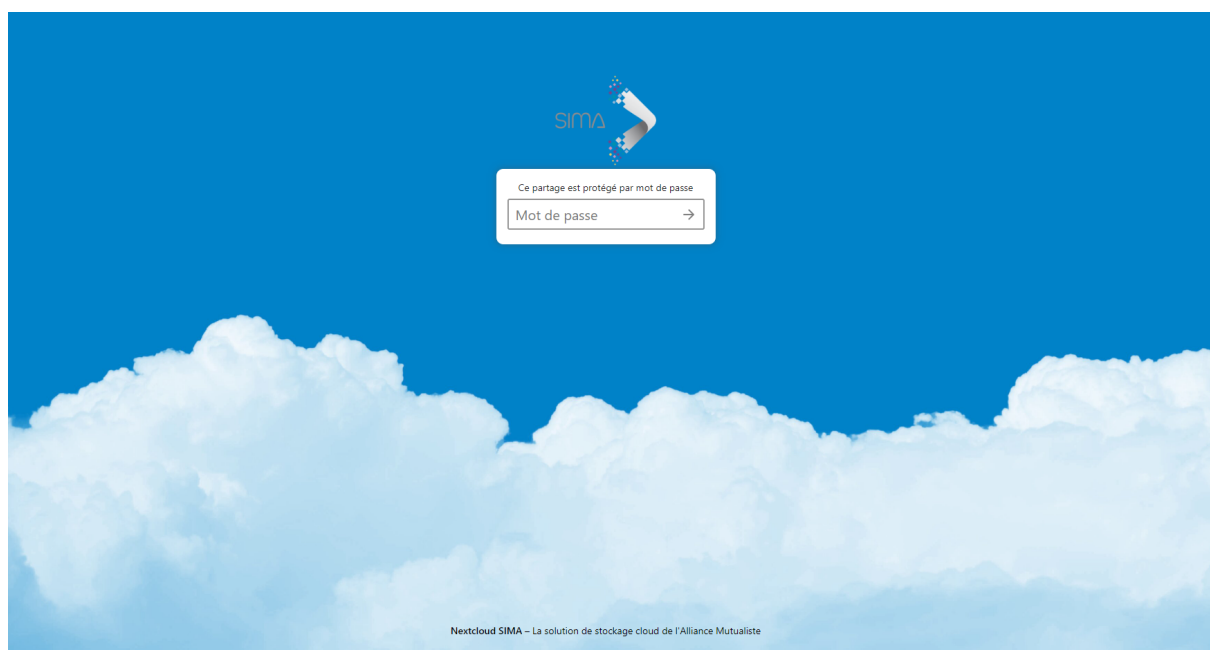 SIMA
Ce partage est protégé par mot de passe
Mot de passe
Nextcloud SIMA – La solution de stockage cloud de l'Alliance Mutualiste